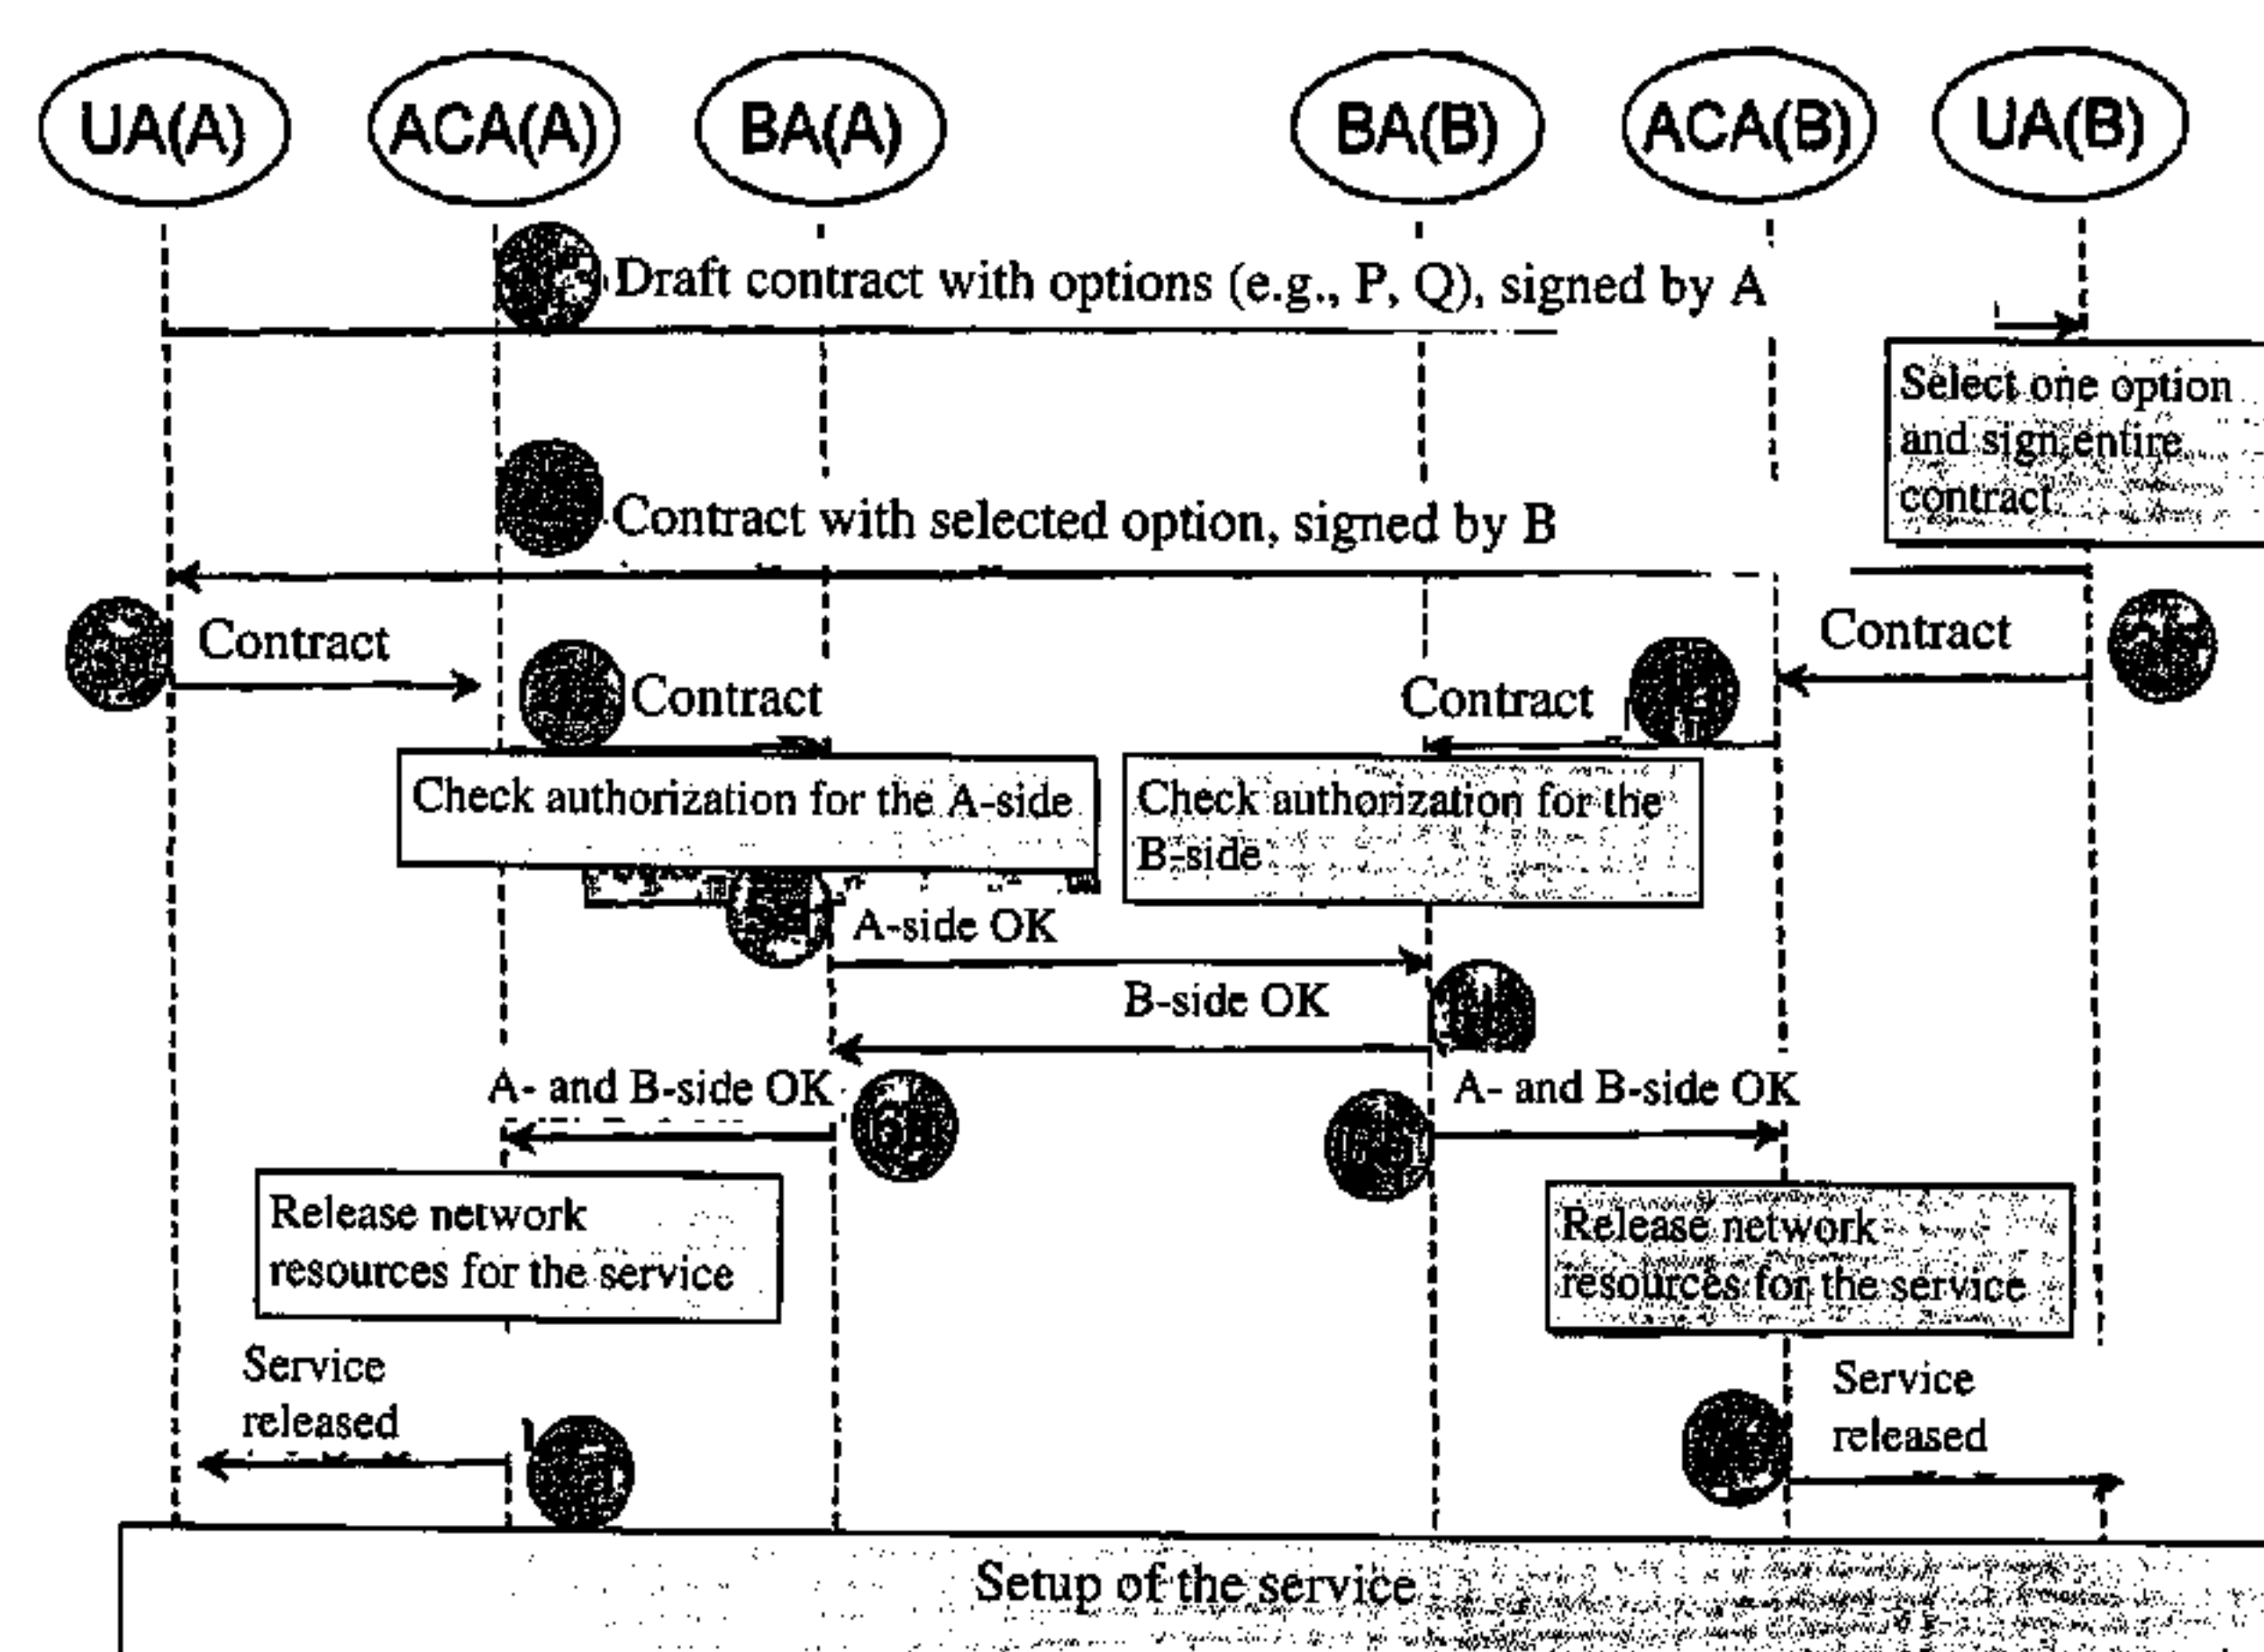 UA(A) ACA(A) BA(A) BA(B) ACA(B) UA(B)
Draft contract with options (e.g., P, Q), signed by A
Select one option
and sign entire
contract
Contract with selected option, signed by B
Contract
Contract
Contract
Contract
Check authorization for the A-side
Check authorization for the
B-side
A-side OK
B-side OK
A- and B-side OK
A- and B-side OK
Release network
resources for the service
Release network
resources for the service
Service
released
Service
released
Setup of the service